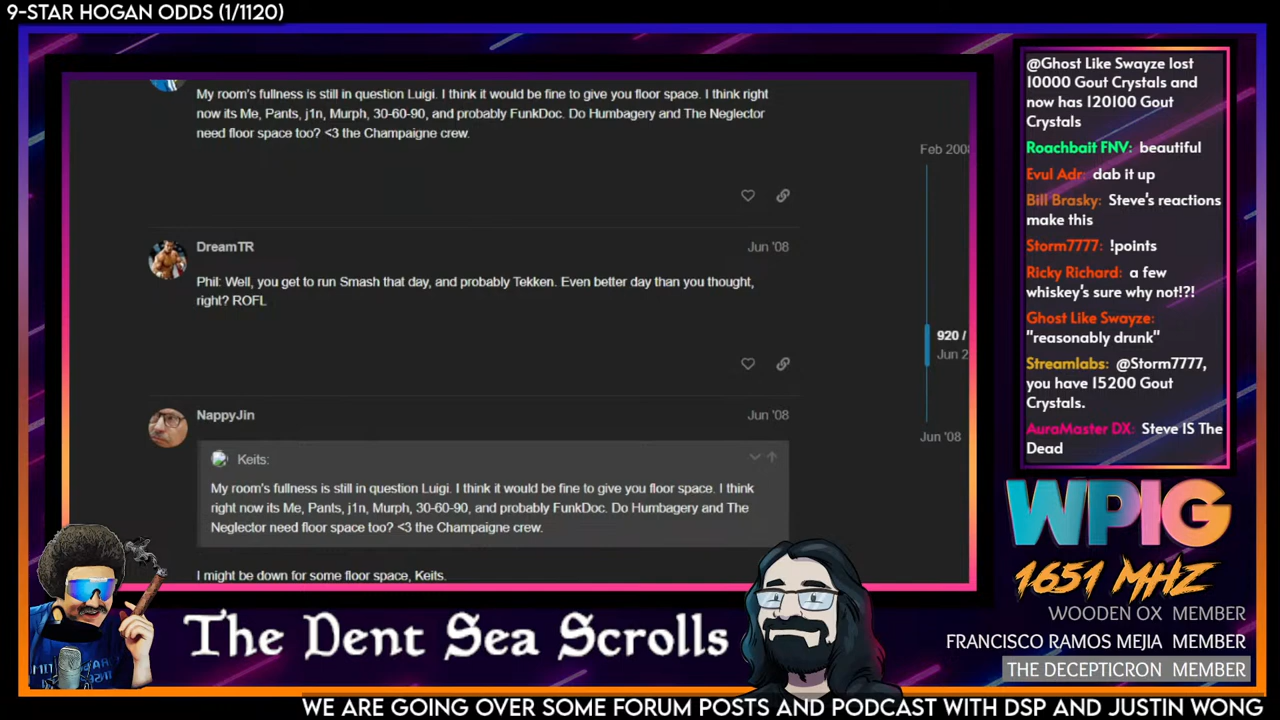 9-STAR HOGAN ODDS (1/1120)
My room's fullness is still in question Luigi. I think it would be fine to give you floor space. I think right
now its Me, Pants, j1n, Murph, 30-60-90, and probably FunkDoc. Do Humbagery and The Neglector
need floor space too? <3 the Champaigne crew.
DreamTR
Jun '08
Phil: Well, you get to run Smash that day, and probably Tekken. Even better day than you thought,
right? ROFL
NappyJin
Jun '08
Keits:
My room's fullness is still in question Luigi. I think it would be fine to give you floor space. I think
right now its Me, Pants, j1n, Murph, 30-60-90, and probably FunkDoc. Do Humbagery and The
Neglector need floor space too? <3 the Champaigne crew.
I might be down for some floor space, Keits.
Feb 2008
920 /
Jun 2
Jun '08
@Ghost Like Swayze lost
10000 Gout Crystals and
now has 120100 Gout
Crystals
Roachbait FNV: beautiful
Evul Adr: dab it up
Bill Brasky: Steve's reactions
make this
Storm7777: !points
Ricky Richard: a few
whiskey's sure why not!?!
Ghost Like Swayze:
"reasonably drunk"
Streamlabs: @Storm7777,
you have 15200 Gout
Crystals.
AuraMaster DX: Steve IS The
Dead
WPIG
1651 MHZ
WOODEN OX MEMBER
FRANCISCO RAMOS MEJIA MEMBER
THE DECEPTICRON MEMBER
The Dent Sea Scrolls
WE ARE GOING OVER SOME FORUM POSTS AND PODCAST WITH DSP AND JUSTIN WONG